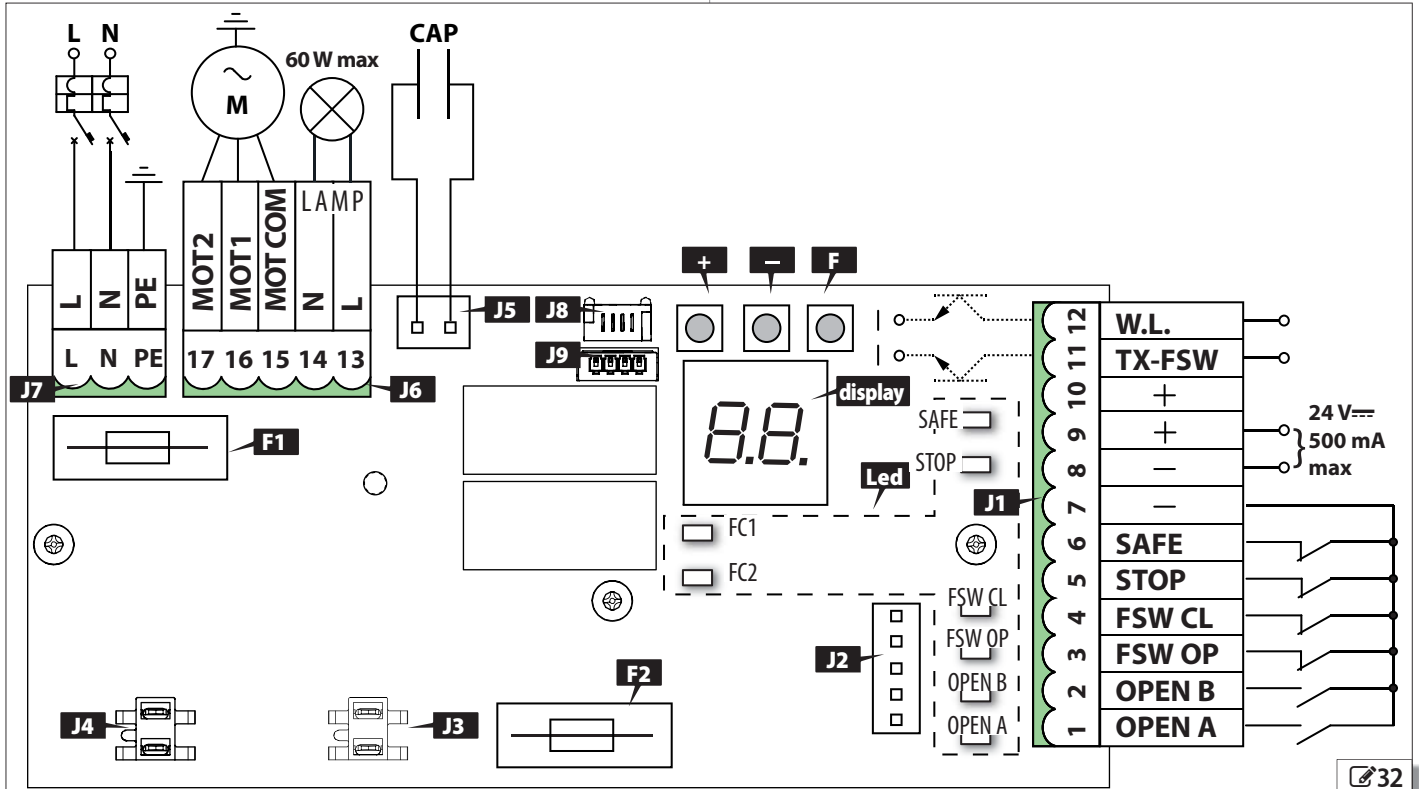 L N
CAP
60 W max
M
LAMP
L
N
PE
MOT2
MOT1
MOT COM
N
L
L N PE
17 16 15 14 13
J7
J6
J5
J8
J9
+
−
F
display
8.8.
F1
SAFE
STOP
Led
FC1
FC2
FSW CL
FSW OP
OPEN B
OPEN A
J2
F2
J4
J3
J1
12 W.L.
11 TX-FSW
10 +
9 +
8 −
7 −
6 SAFE
5 STOP
4 FSW CL
3 FSW OP
2 OPEN B
1 OPEN A
24 V⎓
500 mA
max
32